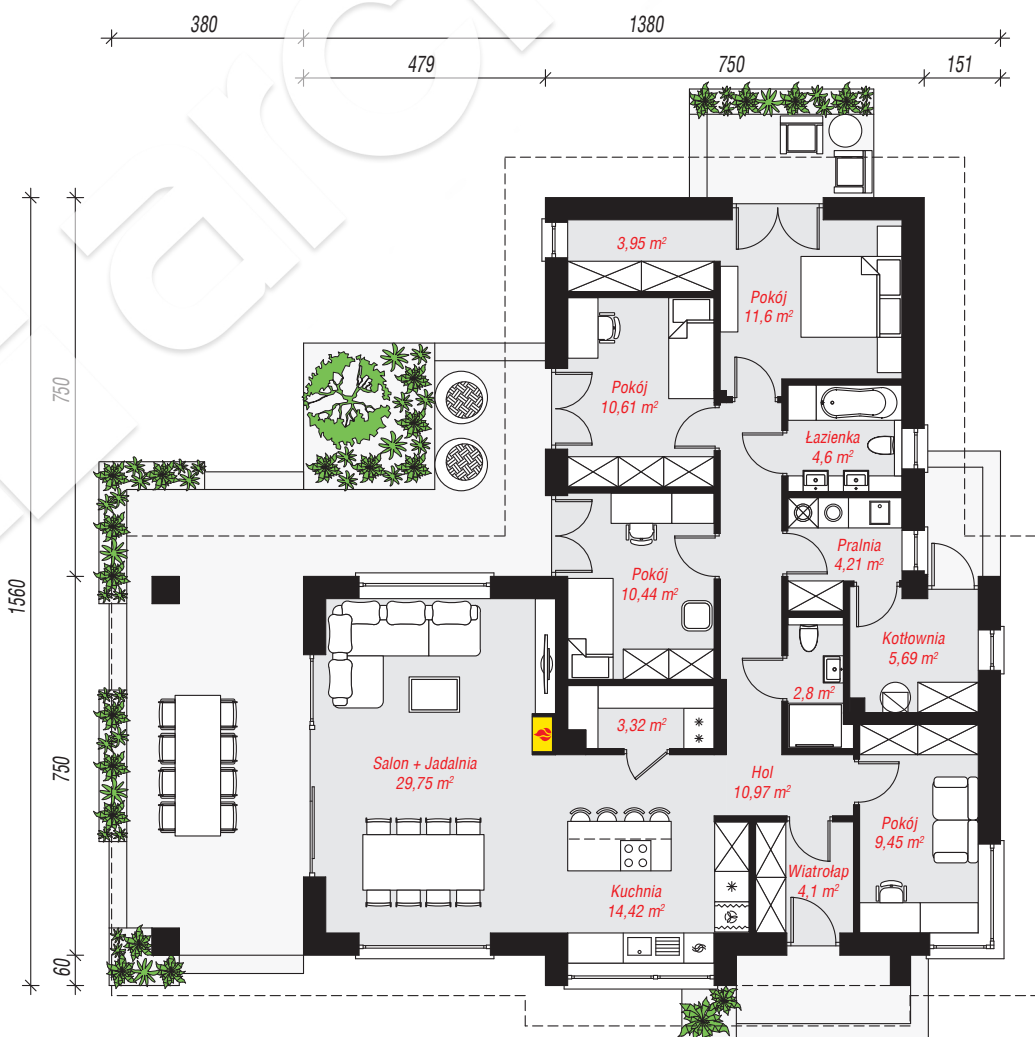 380
1380
479
750
151
3,95 m²
Pokój
11,6 m²
Pokój
10,61 m²
750
Łazienka
4,6 m²
Pralnia
4,21 m²
Pokój
10,44 m²
1560
Kotłownia
5,69 m²
2,8 m²
3,32 m²
Salon + Jadalnia
29,75 m²
750
Hol
10,97 m²
Pokój
9,45 m²
Wiatrołap
4,1 m²
Kuchnia
14,42 m²
60